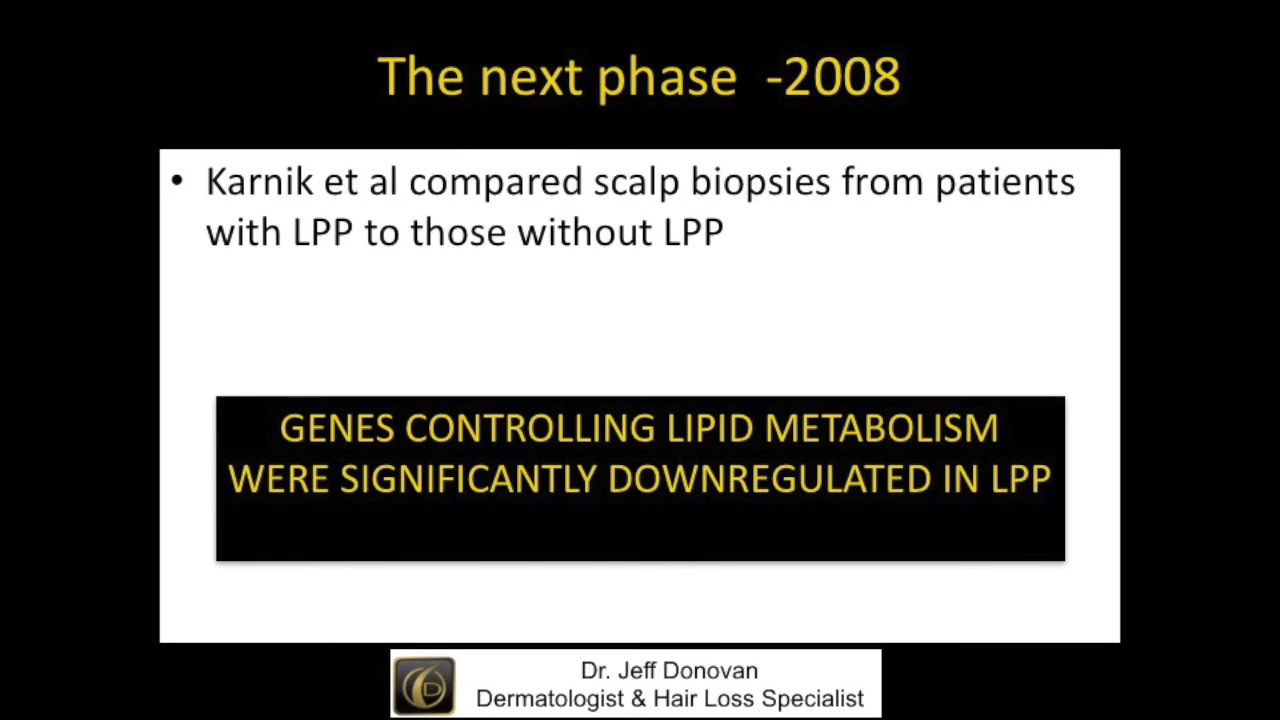 The next phase -2008
• Karnik et al compared scalp biopsies from patients
with LPP to those without LPP
GENES CONTROLLING LIPID METABOLISM
WERE SIGNIFICANTLY DOWNREGULATED IN LPP
Dr. Jeff Donovan
Dermatologist & Hair Loss Specialist